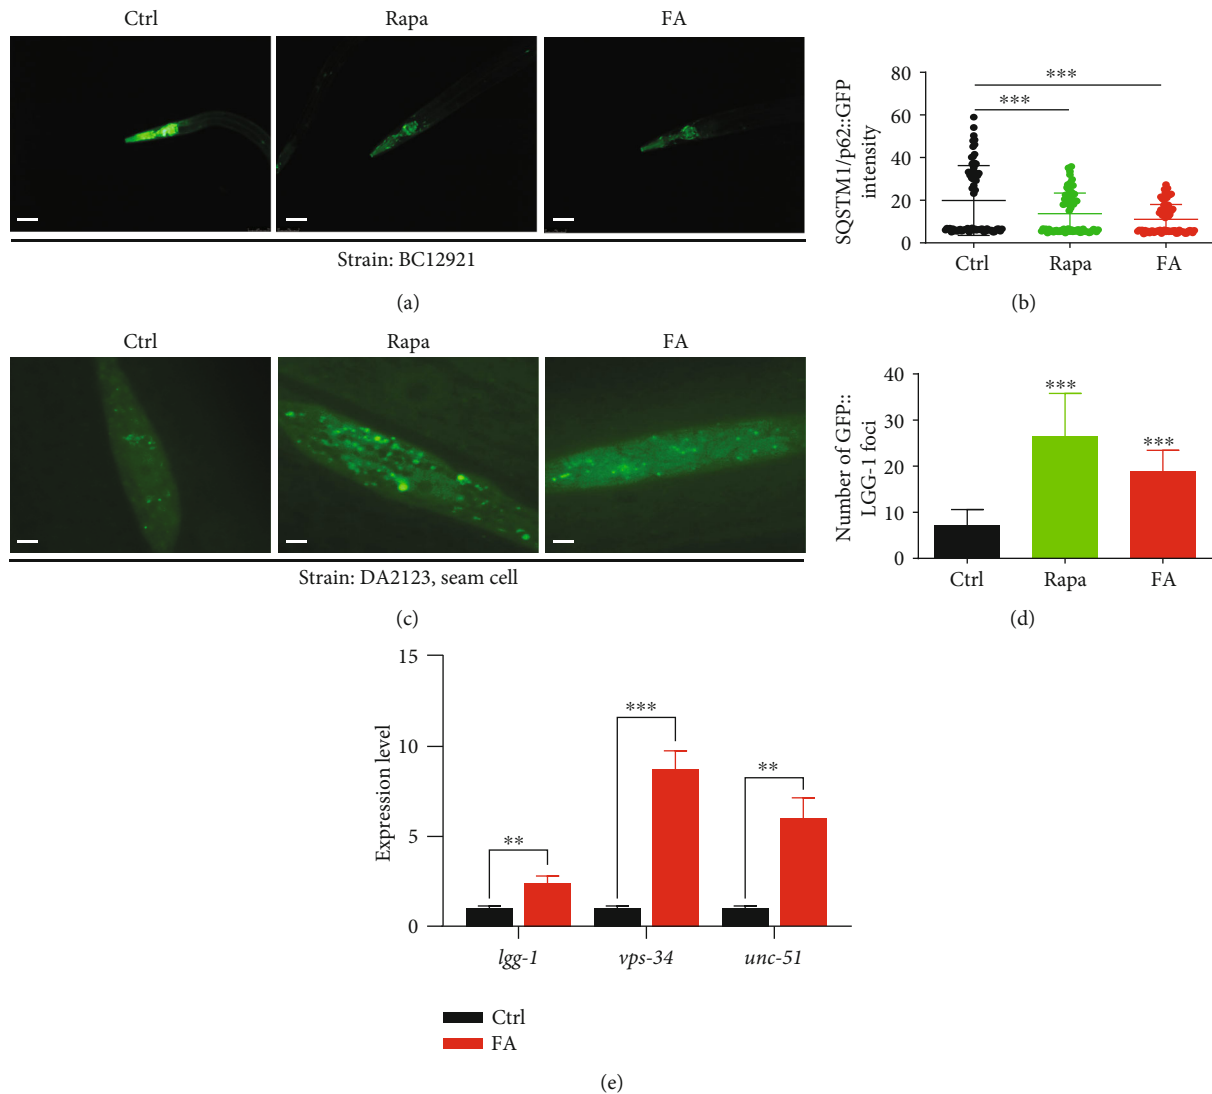 Ctrl
Rapa
FA
Strain: BC12921
(a)
SQSTM1/p62::GFP
intensity
80
60
40
20
0
***
***
Ctrl
Rapa
FA
(b)
Ctrl
Rapa
FA
Strain: DA2123, seam cell
(c)
Number of GFP::
LGG-1 foci
40
30
20
10
0
***
***
Ctrl
Rapa
FA
(d)
Expression level
15
10
5
0
**
***
**
lgg-1
vps-34
unc-51
Ctrl
FA
(e)